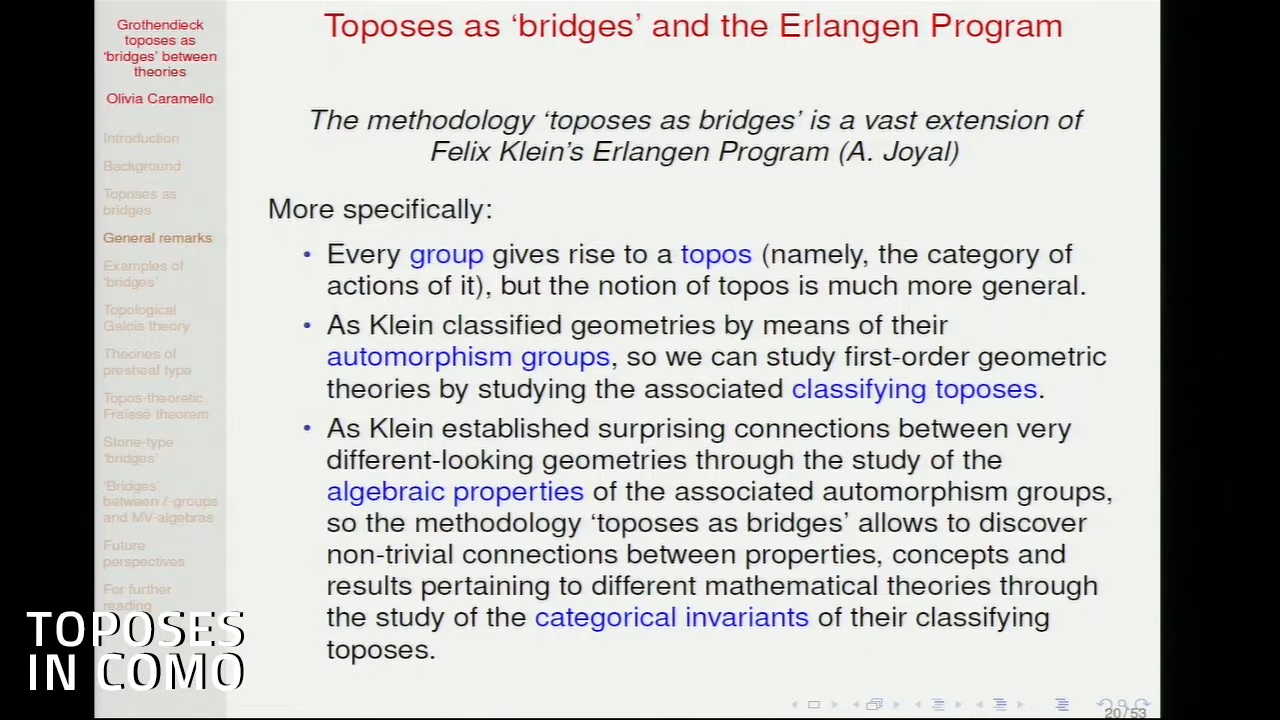 Grothendieck
toposes as
‘bridges’ between
theories
Olivia Caramello
Introduction
Background
Toposes as
bridges
General remarks
Examples of
‘bridges’
Topological
Galois theory
Theories of
presheaf type
Topos-theoretic
Fraïssé theorem
Stone-type
‘bridges’
‘Bridges’
between ℓ-groups
and MV-algebras
Future
perspectives
For further
reading
TOPOSES
IN COMO
Toposes as ‘bridges’ and the Erlangen Program
The methodology ‘toposes as bridges’ is a vast extension of
Felix Klein’s Erlangen Program (A. Joyal)
More specifically:
• Every group gives rise to a topos (namely, the category of
actions of it), but the notion of topos is much more general.
• As Klein classified geometries by means of their
automorphism groups, so we can study first-order geometric
theories by studying the associated classifying toposes.
• As Klein established surprising connections between very
different-looking geometries through the study of the
algebraic properties of the associated automorphism groups,
so the methodology ‘toposes as bridges’ allows to discover
non-trivial connections between properties, concepts and
results pertaining to different mathematical theories through
the study of the categorical invariants of their classifying
toposes.
20/53